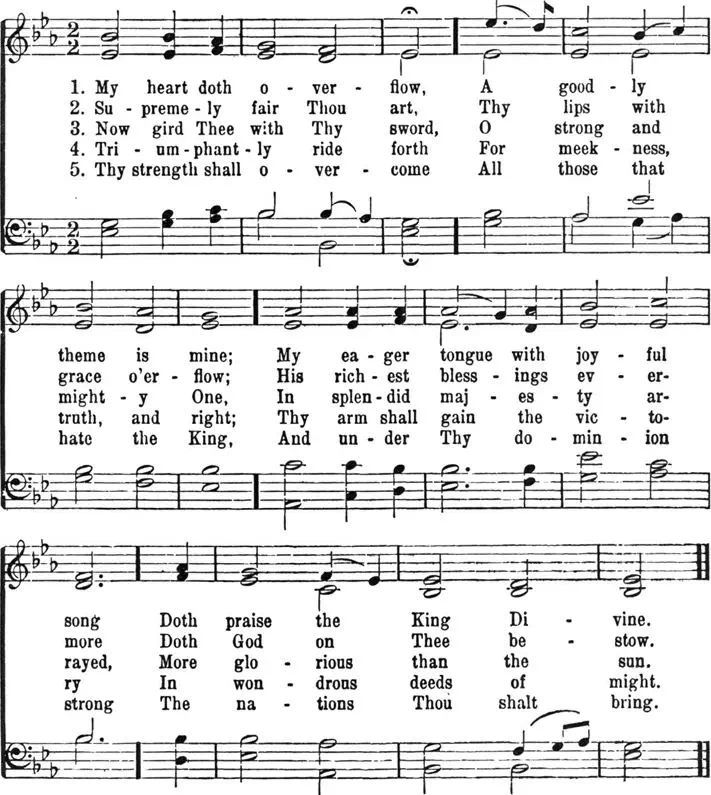 1. My heart doth o - ver - flow, A good - ly
2. Su - preme - ly fair Thou art, Thy lips with
3. Now gird Thee with Thy sword, O strong and
4. Tri - um - phant - ly ride forth For meek - ness,
5. Thy strength shall o - ver - come All those that
theme is mine; My ea - ger tongue with joy - ful
grace o'er - flow; His rich - est bless - ings ev - er-
might - y One, In splen - did maj - es - ty ar-
truth, and right; Thy arm shall gain the vic - to-
hate the King, And un - der Thy do - min - ion
song Doth praise the King Di - vine.
more Doth God on Thee be - stow.
rayed, More glo - rious than the sun.
ry In won - drous deeds of might.
strong The na - tions Thou shalt bring.